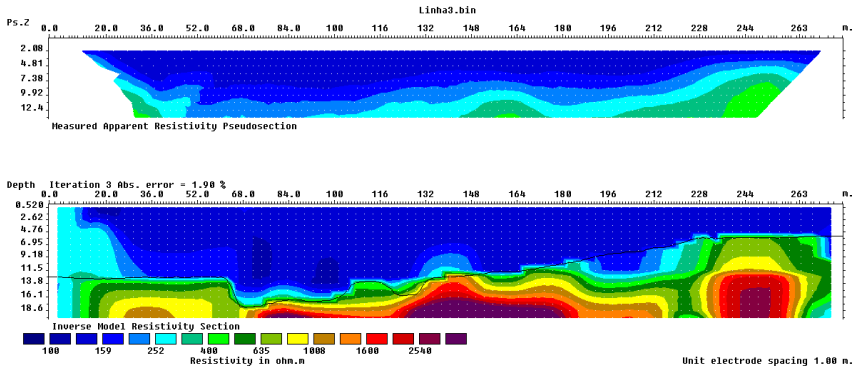 Linha3.bin
Ps.Z 0.0 20.0 36.0 52.0 68.0 84.0 100 116 132 148 164 180 196 212 228 244 263 m.
2.08
4.81
7.38
9.92
12.4
Measured Apparent Resistivity Pseudosection
Depth Iteration 3 Abs. error = 1.90 %
0.0 20.0 36.0 52.0 68.0 84.0 100 116 132 148 164 180 196 212 228 244 263 m.
0.520
2.62
4.76
6.95
9.18
11.5
13.8
16.1
18.6
Inverse Model Resistivity Section
100 159 252 400 635 1008 1600 2540
Resistivity in ohm.m
Unit electrode spacing 1.00 m.